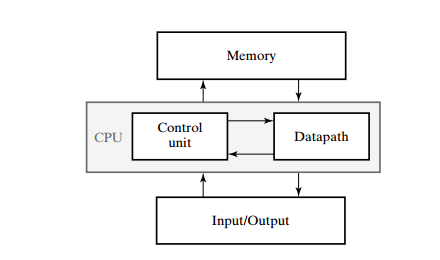 Memory
CPU
Control
unit
Datapath
Input/Output